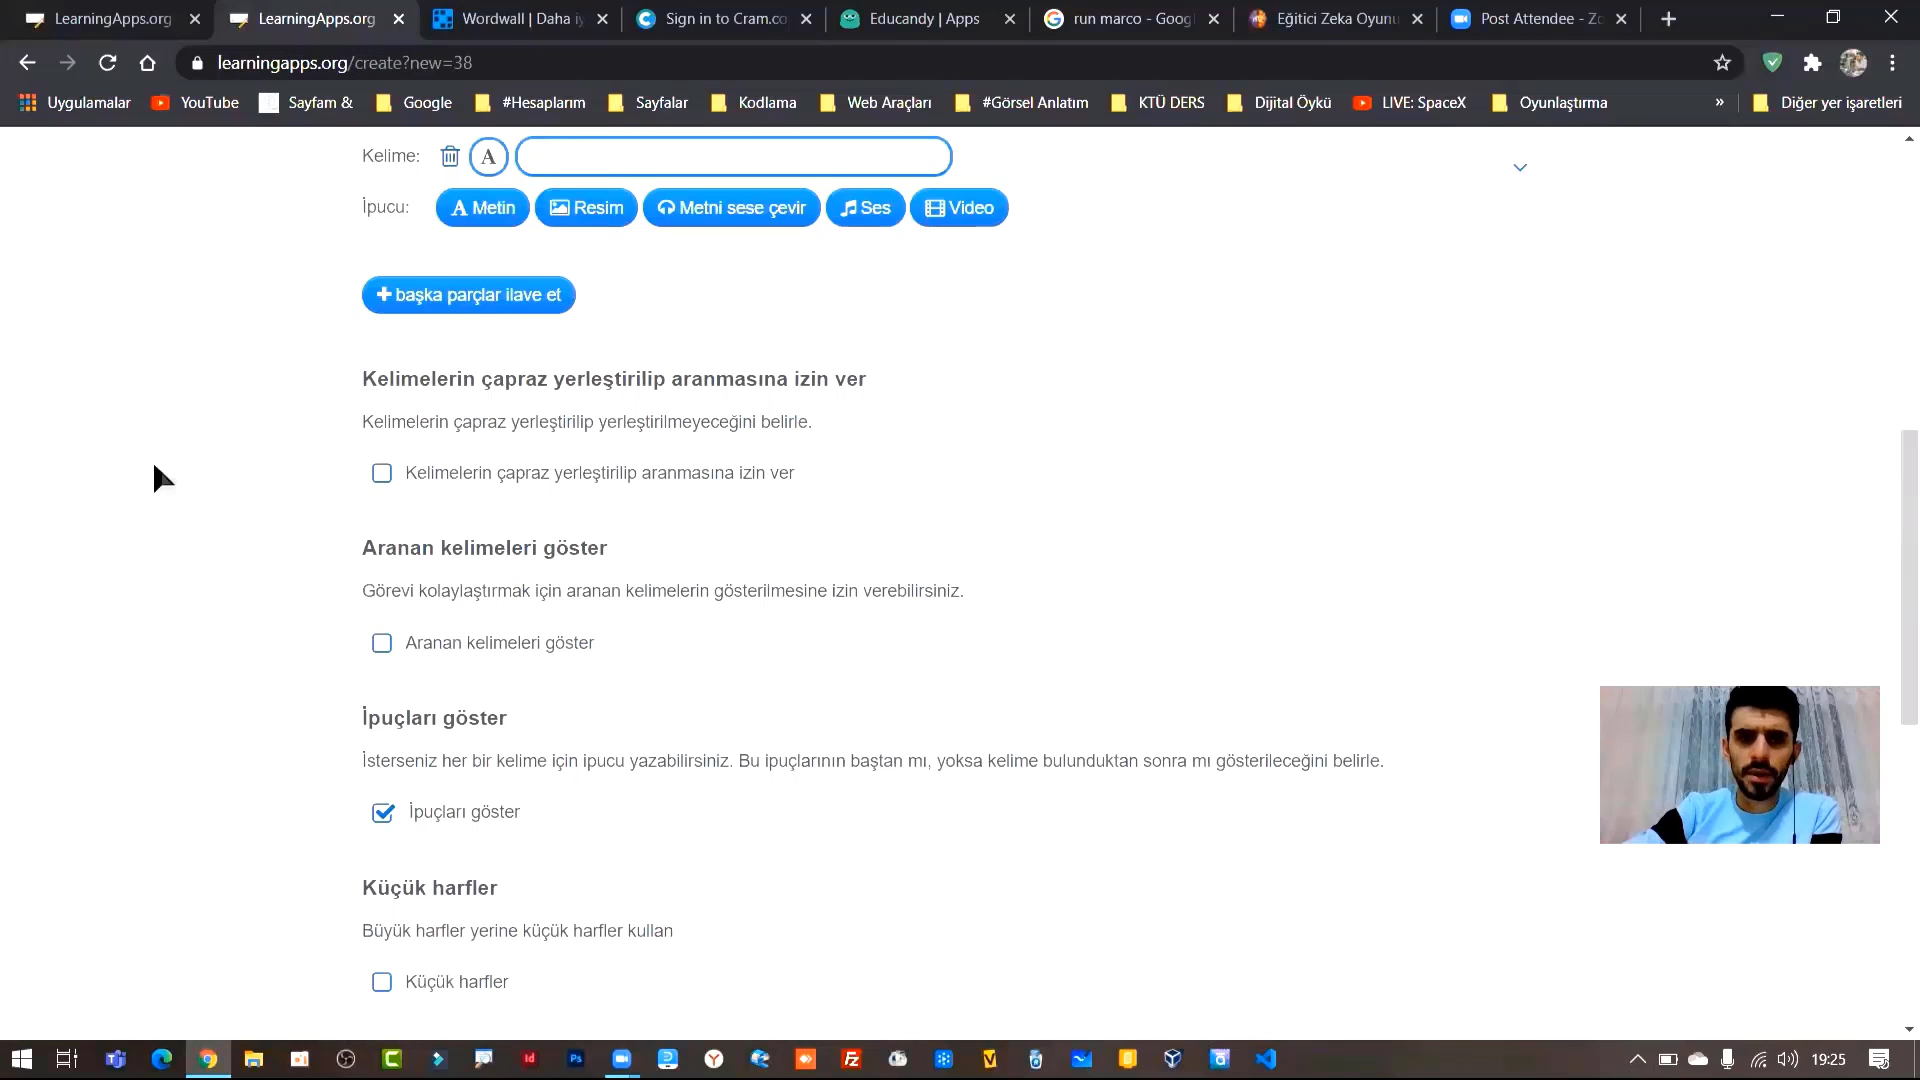 LearningApps.org
LearningApps.org
Wordwall | Daha iy
Sign in to Cram.co
Educandy | Apps
run marco - Googl
Eğitici Zeka Oyunu
Post Attendee - Zo
learningapps.org/create?new=38
Uygulamalar
YouTube
Sayfam &
Google
#Hesaplarım
Sayfalar
Kodlama
Web Araçları
#Görsel Anlatım
KTÜ DERS
Dijital Öykü
LIVE: SpaceX
Oyunlaştırma
»
Diğer yer işaretleri
Kelime: A
İpucu: A Metin Resim Metni sese çevir Ses Video
+ başka parçlar ilave et
Kelimelerin çapraz yerleştirilip aranmasına izin ver
Kelimelerin çapraz yerleştirilip yerleştirilmeyeceğini belirle.
Kelimelerin çapraz yerleştirilip aranmasına izin ver
Aranan kelimeleri göster
Görevi kolaylaştırmak için aranan kelimelerin gösterilmesine izin verebilirsiniz.
Aranan kelimeleri göster
İpuçları göster
İsterseniz her bir kelime için ipucu yazabilirsiniz. Bu ipuçlarının baştan mı, yoksa kelime bulunduktan sonra mı gösterileceğini belirle.
İpuçları göster
Küçük harfler
Büyük harfler yerine küçük harfler kullan
Küçük harfler
19:25